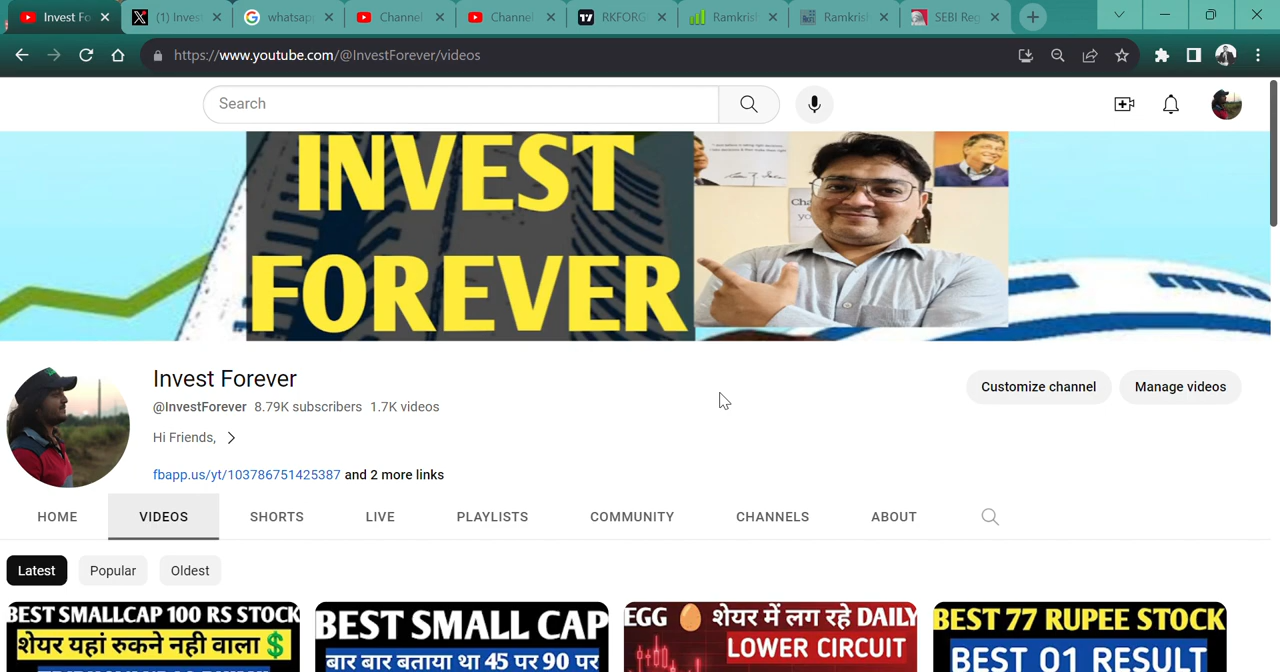 Invest Fo
(1) Invest
whatsapp
Channel
Channel
RKFORG
Ramkrish
Ramkrish
SEBI Reg
https://www.youtube.com/@InvestForever/videos
Search
INVEST
FOREVER
Invest Forever
@InvestForever 8.79K subscribers 1.7K videos
Hi Friends,
fbapp.us/yt/103786751425387 and 2 more links
Customize channel
Manage videos
HOME
VIDEOS
SHORTS
LIVE
PLAYLISTS
COMMUNITY
CHANNELS
ABOUT
Latest
Popular
Oldest
BEST SMALLCAP 100 RS STOCK
शेयर यहां रुकने नही वाला
BEST SMALL CAP
बार बार बताया था 45 पर 90 पर
EGG शेयर में लग रहे DAILY
LOWER CIRCUIT
BEST 77 RUPEE STOCK
BEST 01 RESULT